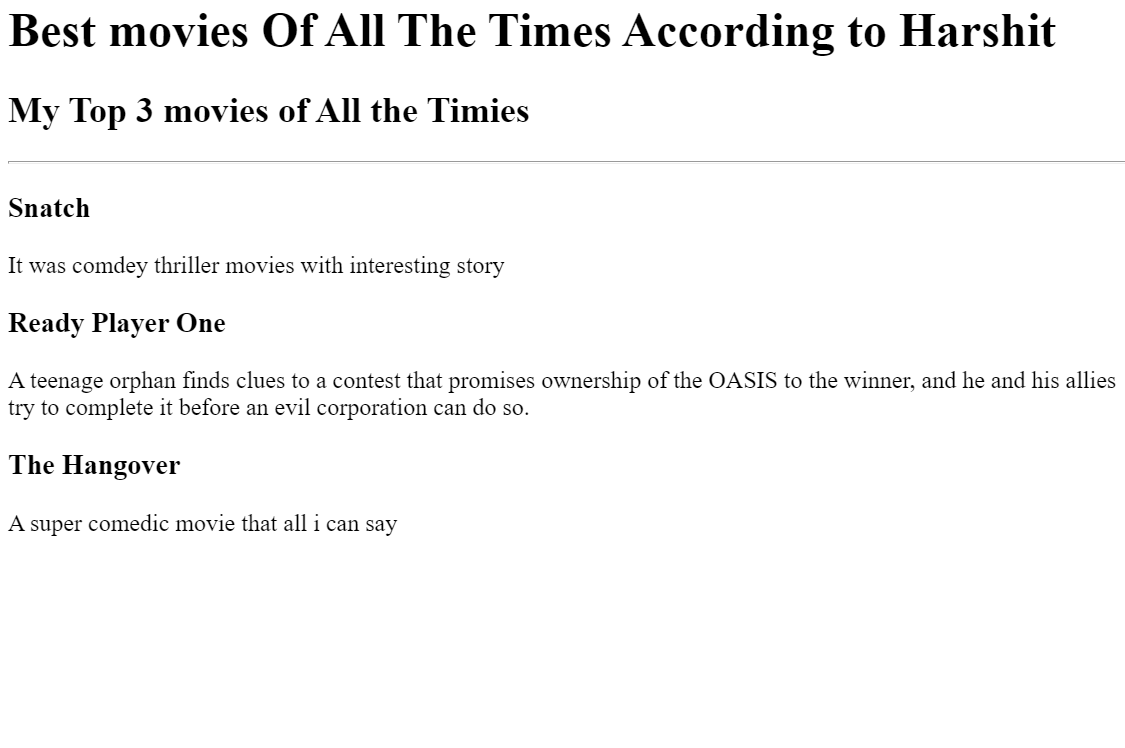 Best movies Of All The Times According to Harshit
My Top 3 movies of All the Timies
Snatch
It was comdey thriller movies with interesting story
Ready Player One
A teenage orphan finds clues to a contest that promises ownership of the OASIS to the winner, and he and his allies
try to complete it before an evil corporation can do so.
The Hangover
A super comedic movie that all i can say